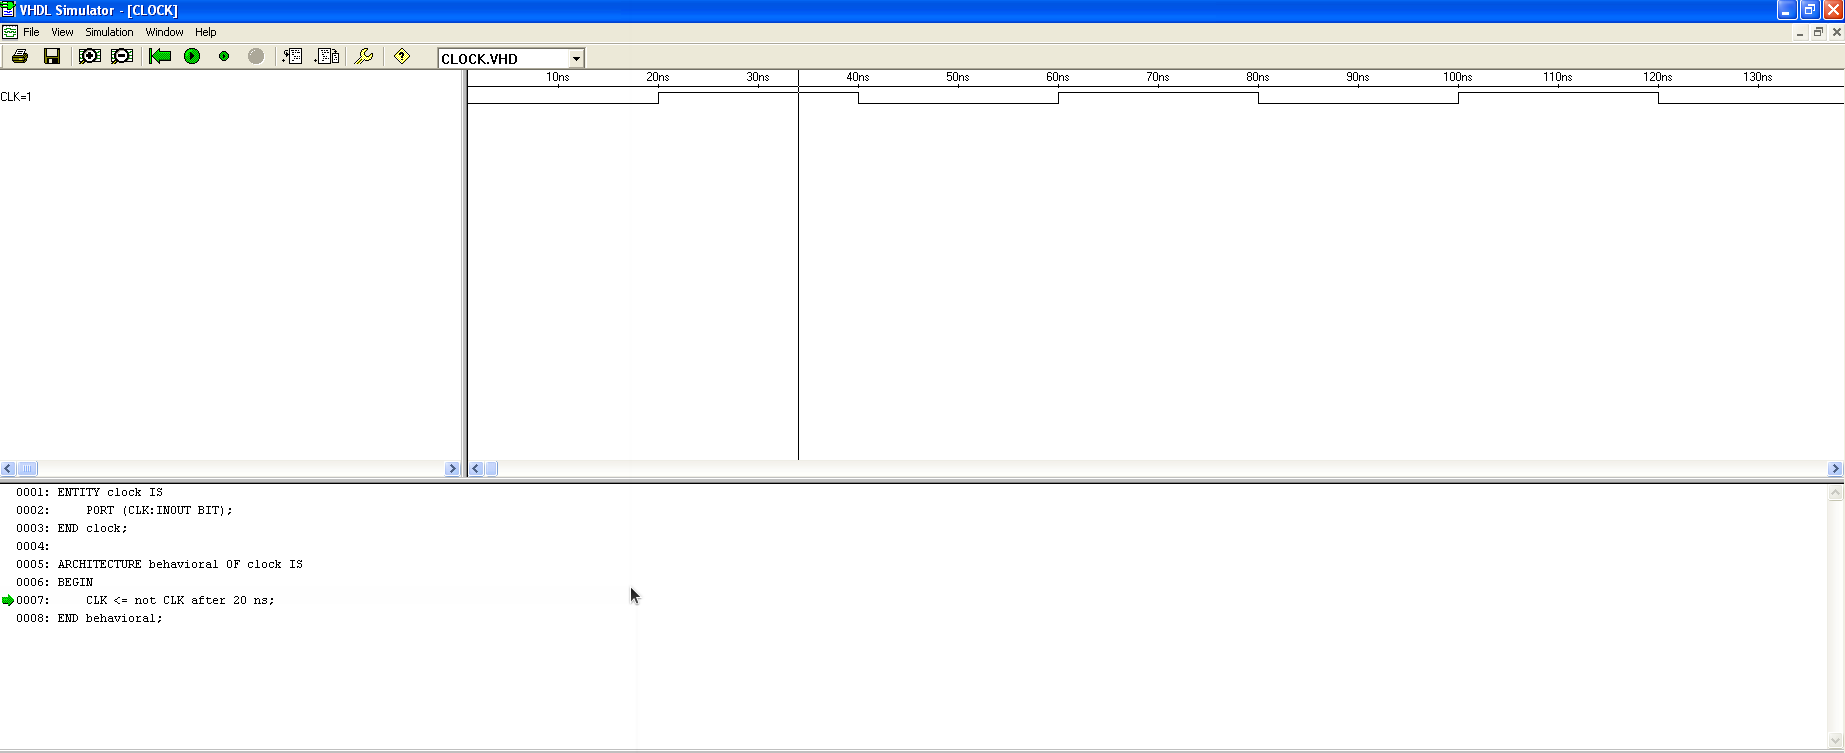 VHDL Simulator - [CLOCK]
File View Simulation Window Help
CLOCK.VHD
10ns 20ns 30ns 40ns 50ns 60ns 70ns 80ns 90ns 100ns 110ns 120ns 130ns
CLK=1
0001: ENTITY clock IS
0002: PORT (CLK:INOUT BIT);
0003: END clock;
0004:
0005: ARCHITECTURE behavioral OF clock IS
0006: BEGIN
0007: CLK <= not CLK after 20 ns;
0008: END behavioral;